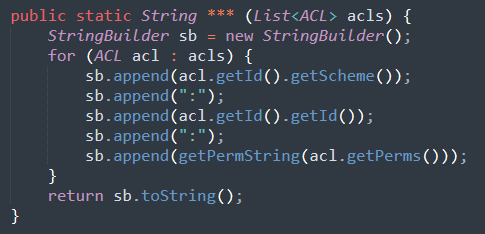 public static String *** (List<ACL> acls) {
    StringBuilder sb = new StringBuilder();
    for (ACL acl : acls) {
        sb.append(acl.getId().getScheme());
        sb.append(":");
        sb.append(acl.getId().getId());
        sb.append(":");
        sb.append(getPermString(acl.getPerms()));
    }
    return sb.toString();
}